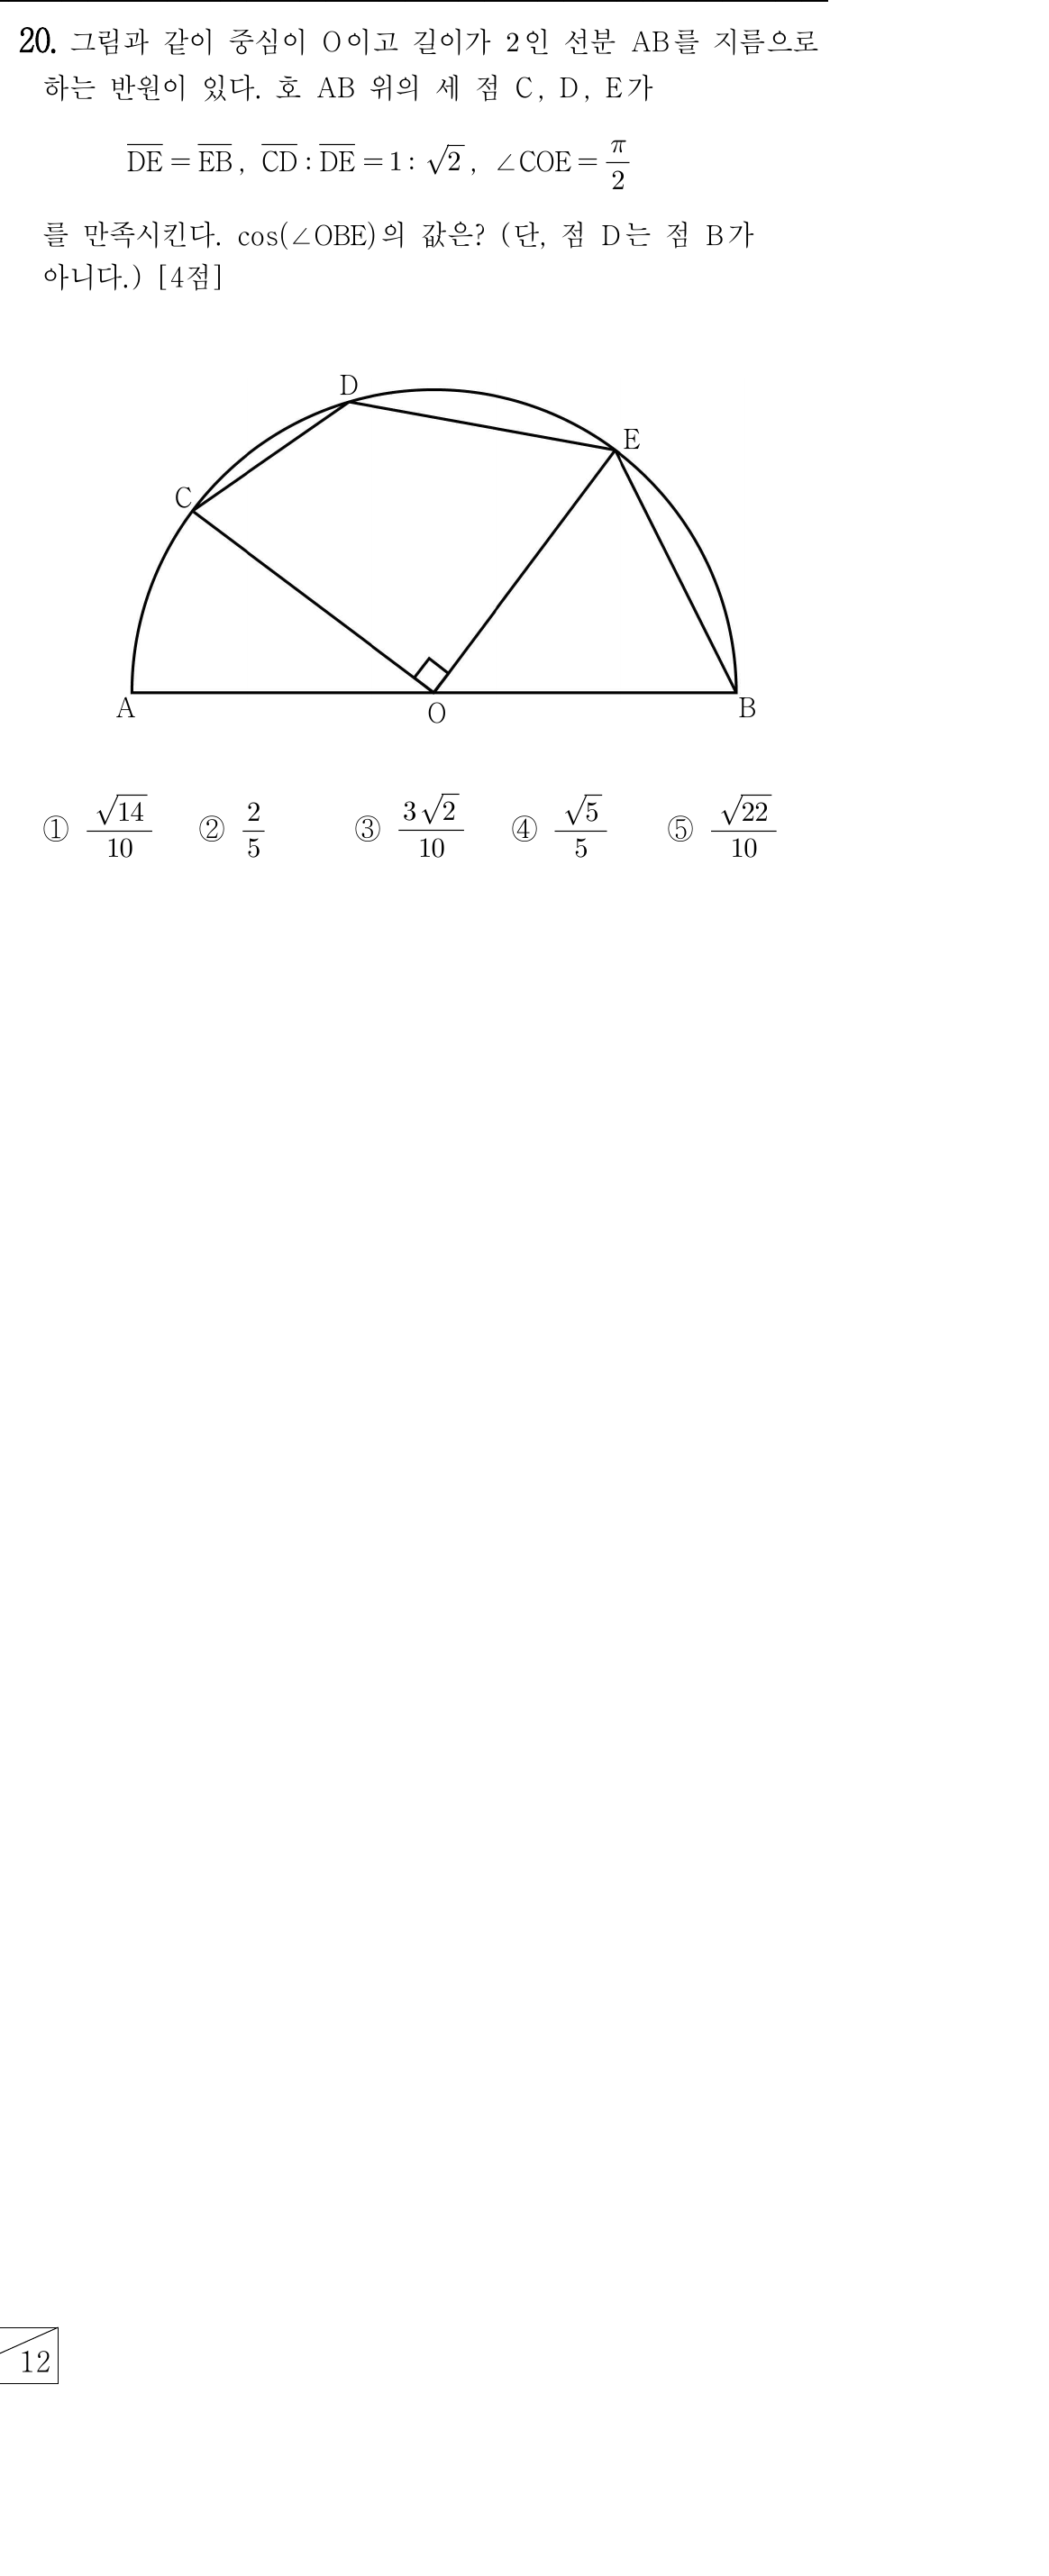 20. 그림과 같이 중심이 O이고 길이가 2인 선분 AB를 지름으로
하는 반원이 있다. 호 AB 위의 세 점 C, D, E가
$\overline{DE}=\overline{EB}$, $\overline{CD}:\overline{DE}=1:\sqrt{2}$, $\angle COE=\frac{\pi}{2}$
를 만족시킨다. cos(∠OBE)의 값은? (단, 점 D는 점 B가
아니다.) [4점]
D
E
C
A
O
B
① $\frac{\sqrt{14}}{10}$ ② $\frac{2}{5}$ ③ $\frac{3\sqrt{2}}{10}$ ④ $\frac{\sqrt{5}}{5}$ ⑤ $\frac{\sqrt{22}}{10}$
12